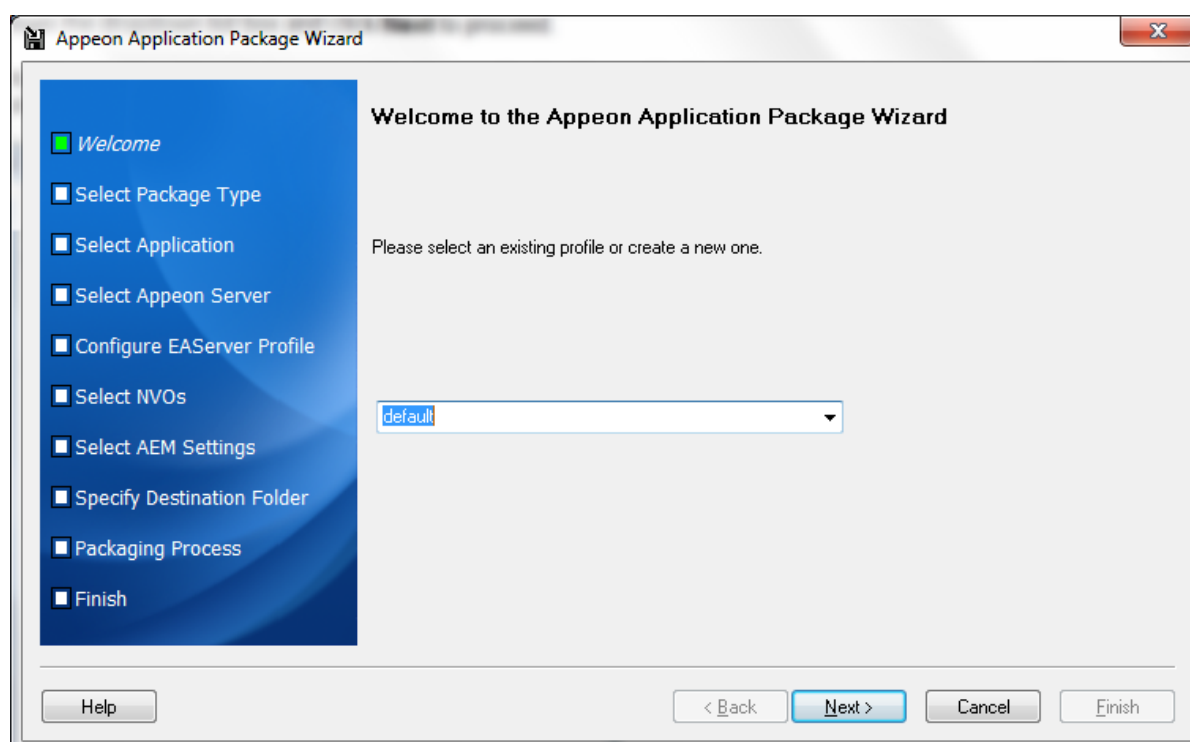 Appeon Application Package Wizard
Welcome
Select Package Type
Select Application
Select Appeon Server
Configure EAServer Profile
Select NVOs
Select AEM Settings
Specify Destination Folder
Packaging Process
Finish
Welcome to the Appeon Application Package Wizard
Please select an existing profile or create a new one.
default
Help
< Back
Next >
Cancel
Finish